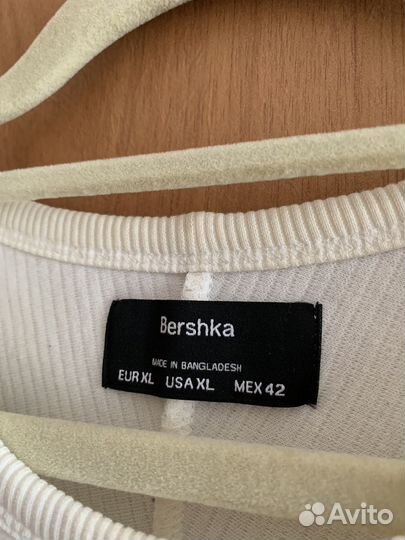 Bershka
MADE IN BANGLADESH
EUR XL USA XL MEX 42
Avito